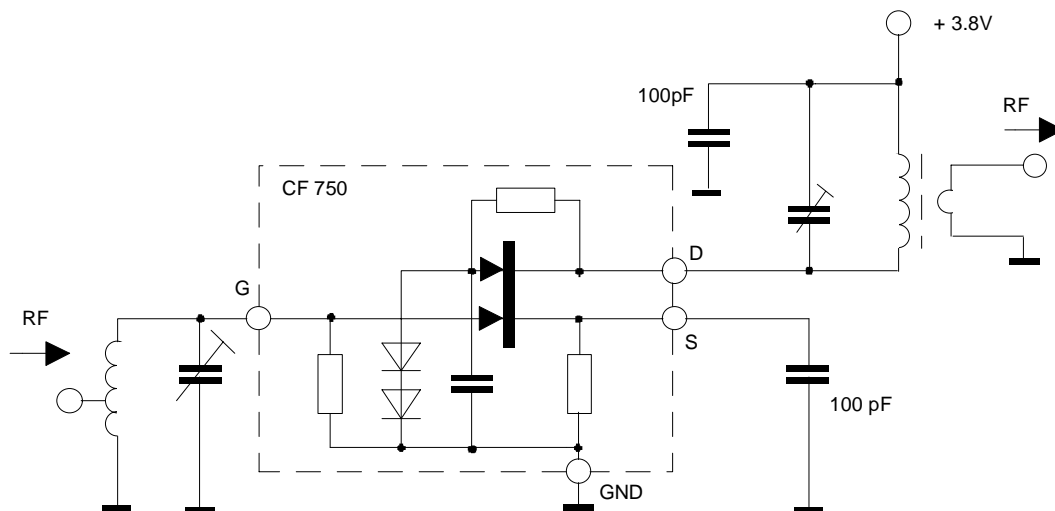 + 3.8V
100pF
RF
CF 750
D
G
RF
S
100 pF
GND